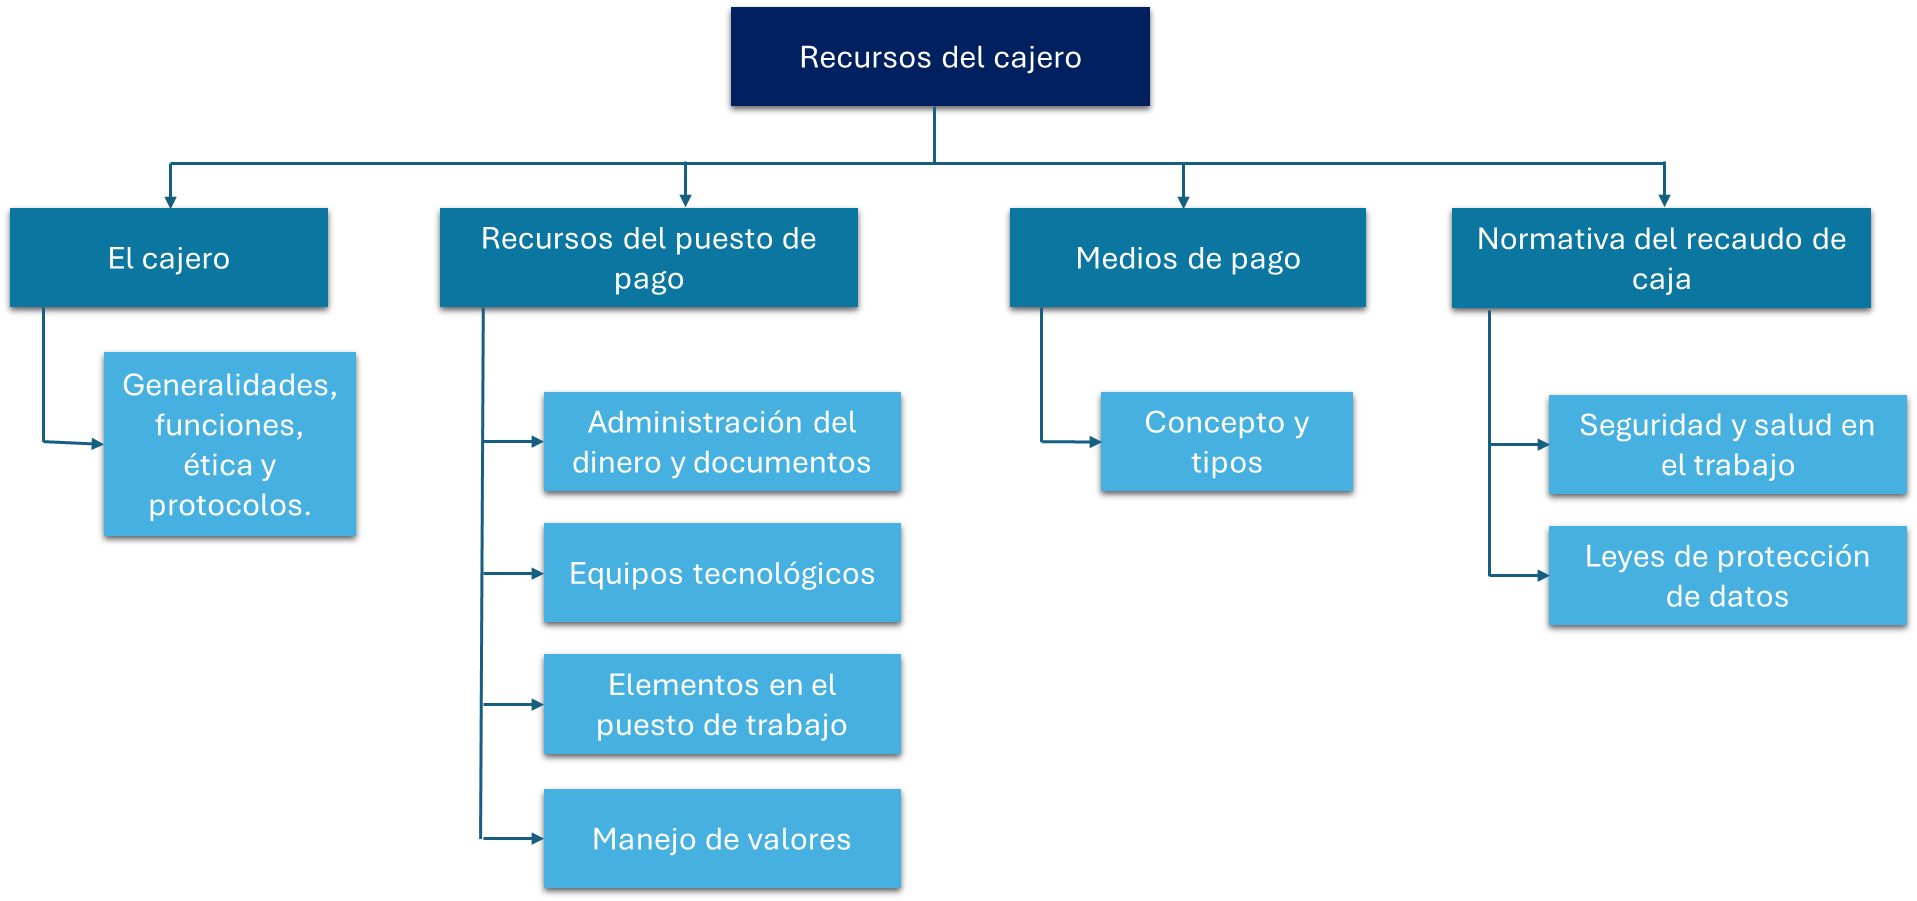 Recursos del cajero
El cajero
Generalidades,
funciones,
ética y
protocolos.
Recursos del puesto de
pago
Administración del
dinero y documentos
Equipos tecnológicos
Elementos en el
puesto de trabajo
Manejo de valores
Medios de pago
Concepto y
tipos
Normativa del recaudo de
caja
Seguridad y salud en
el trabajo
Leyes de protección
de datos